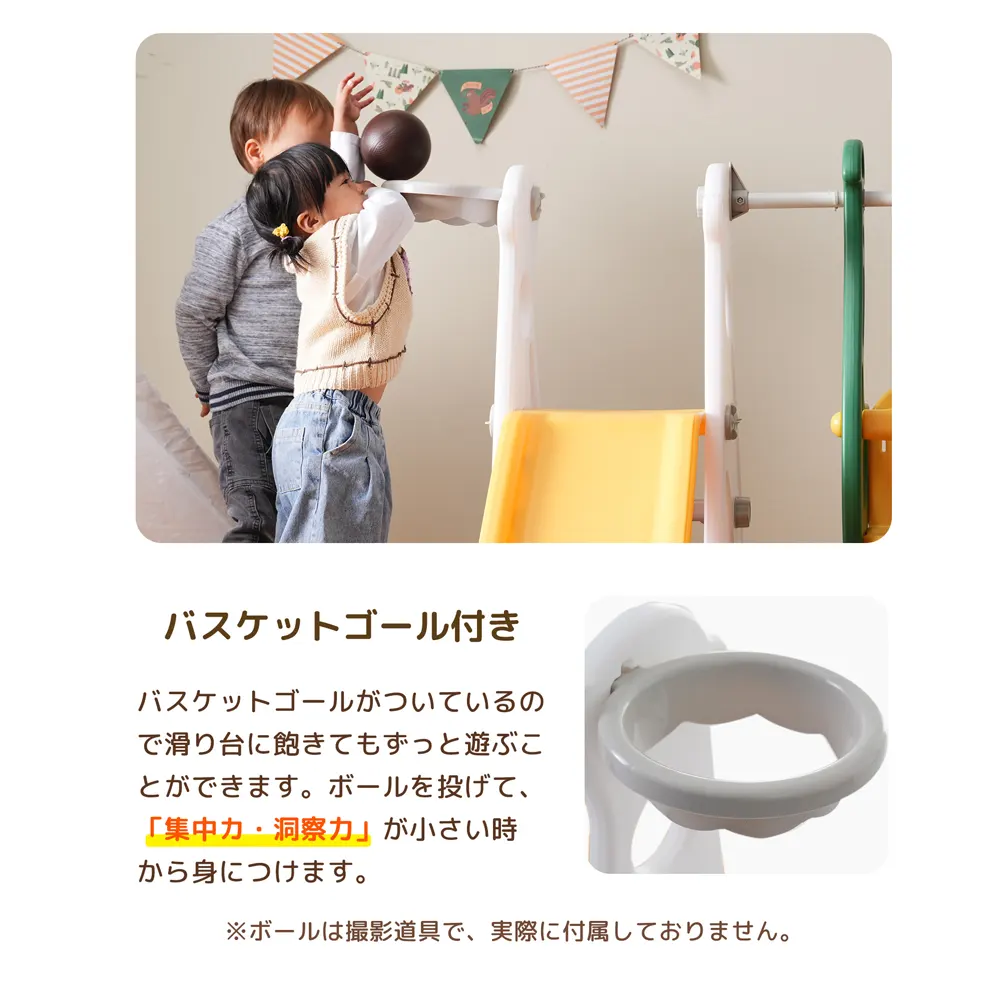 バスケットゴール付き
バスケットゴールがついているの
で滑り台に飽きてもずっと遊ぶこ
とができます。ボールを投げて、
「集中力・洞察力」が小さい時
から身につけます。
※ボールは撮影道具で、実際に付属しておりません。